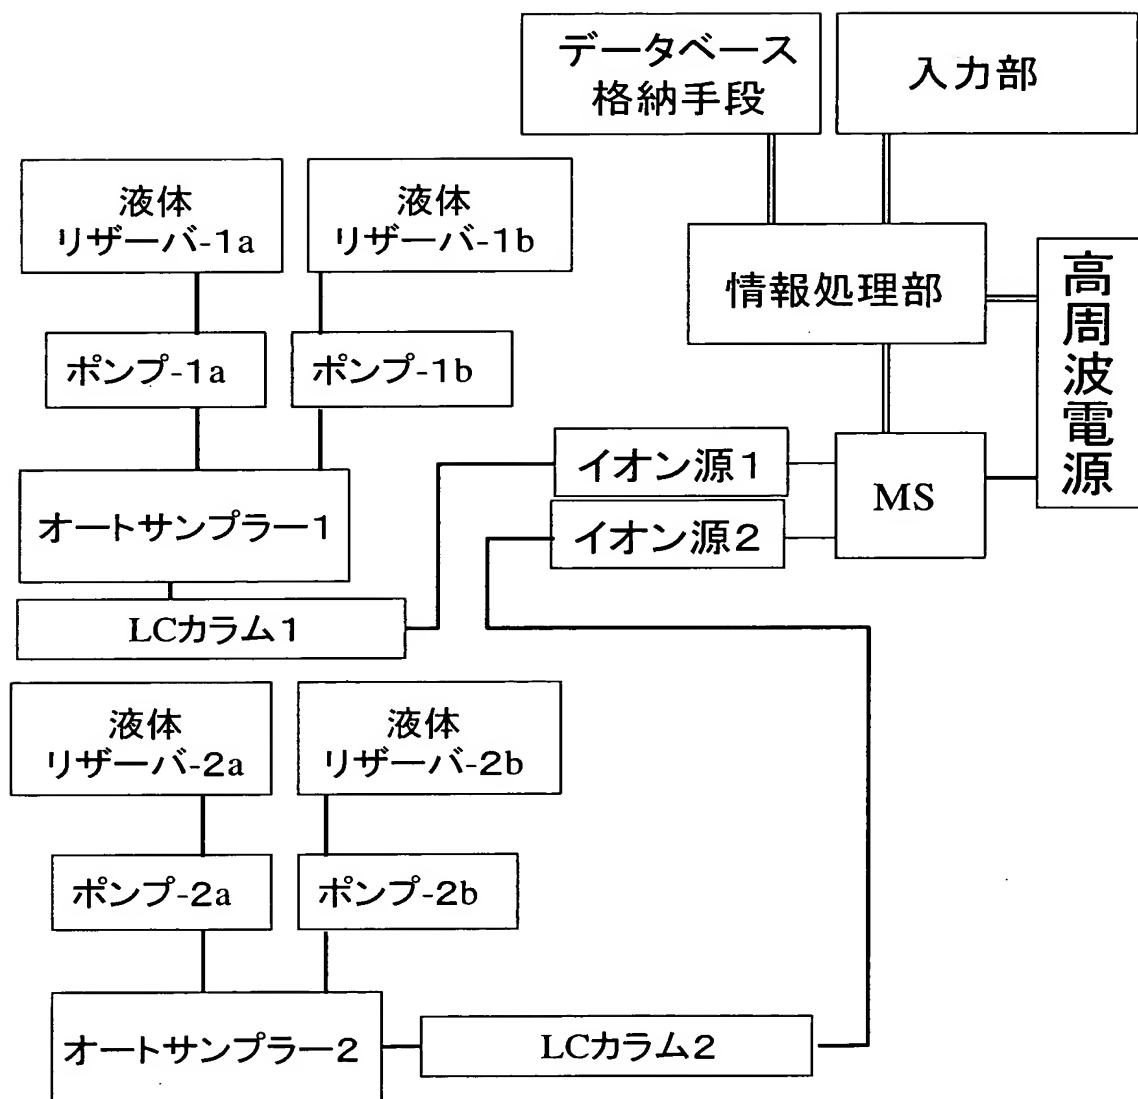 データベース
格納手段
入力部
液体
リザーバ-1a
液体
リザーバ-1b
情報処理部
高周波電源
ポンプ-1a
ポンプ-1b
イオン源1
MS
オートサンプラー1
イオン源2
LCカラム1
液体
リザーバ-2a
液体
リザーバ-2b
ポンプ-2a
ポンプ-2b
オートサンプラー2
LCカラム2